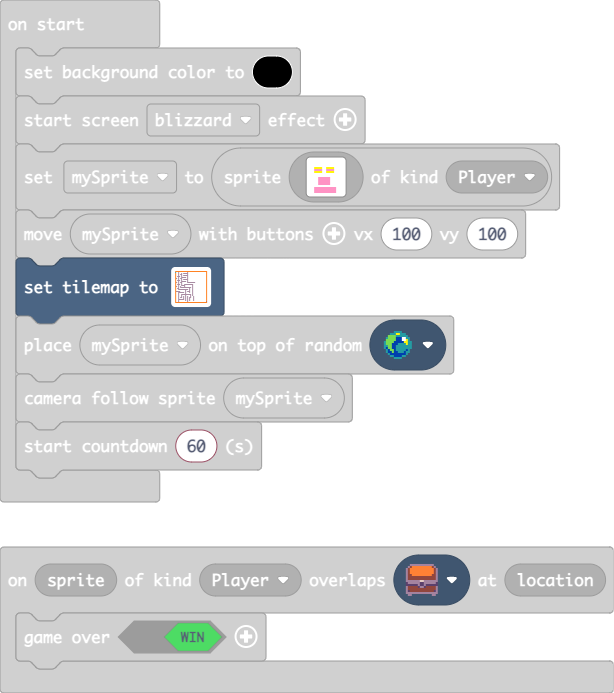 on start
set background color to
start screen blizzard effect
set mySprite to sprite of kind Player
move mySprite with buttons vx 100 vy 100
set tilemap to
place mySprite on top of random
camera follow sprite mySprite
start countdown 60 (s)
on sprite of kind Player overlaps at location
game over WIN